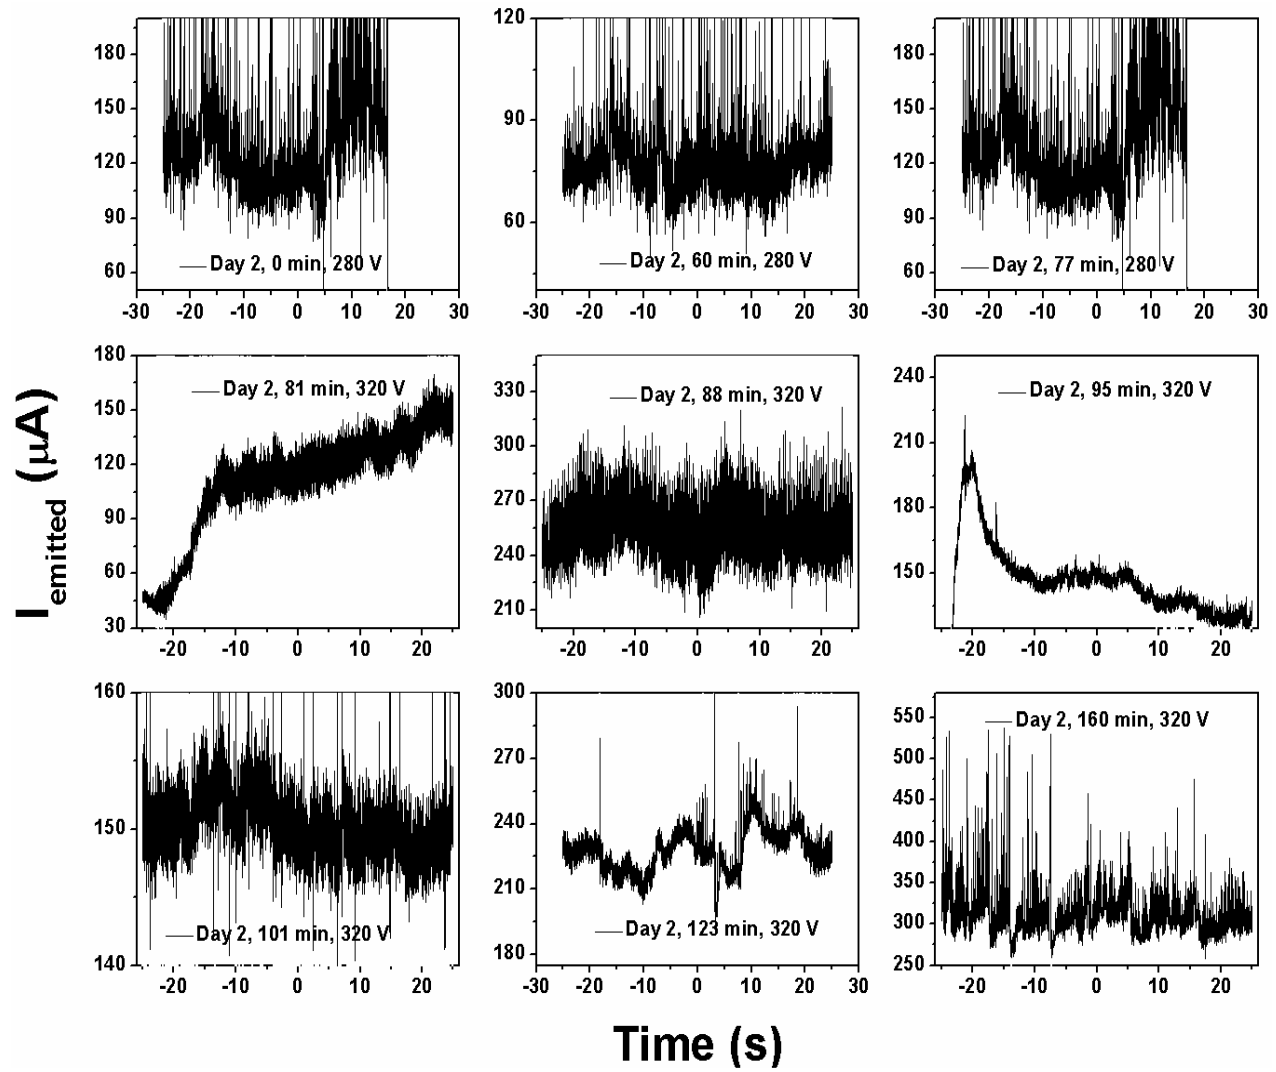 180
150
120
90
60
Day 2, 0 min, 280 V
-30 -20 -10 0 10 20 30
120
90
60
Day 2, 60 min, 280 V
-30 -20 -10 0 10 20 30
180
150
120
90
60
Day 2, 77 min, 280 V
-30 -20 -10 0 10 20 30
I emitted (μA)
180
150
120
90
60
30
Day 2, 81 min, 320 V
-20 -10 0 10 20
330
300
270
240
210
Day 2, 88 min, 320 V
-20 -10 0 10 20
240
210
180
150
Day 2, 95 min, 320 V
-20 -10 0 10 20
160
150
140
Day 2, 101 min, 320 V
-20 -10 0 10 20
300
270
240
210
180
Day 2, 123 min, 320 V
-30 -20 -10 0 10 20 30
550
500
450
400
350
300
250
Day 2, 160 min, 320 V
-20 -10 0 10 20
Time (s)